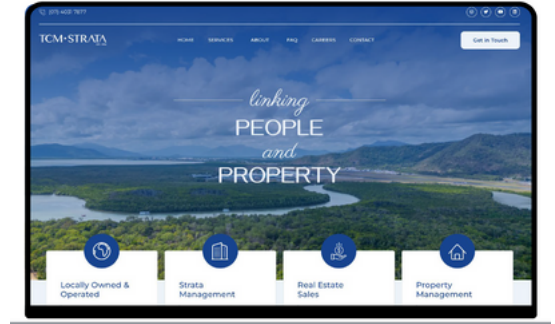 TCM·STRATA
HOME SERVICES ABOUT FAQ CAREERS CONTACT
Get in Touch
linking
PEOPLE
and
PROPERTY
Locally Owned &
Operated
Strata
Management
Real Estate
Sales
Property
Management